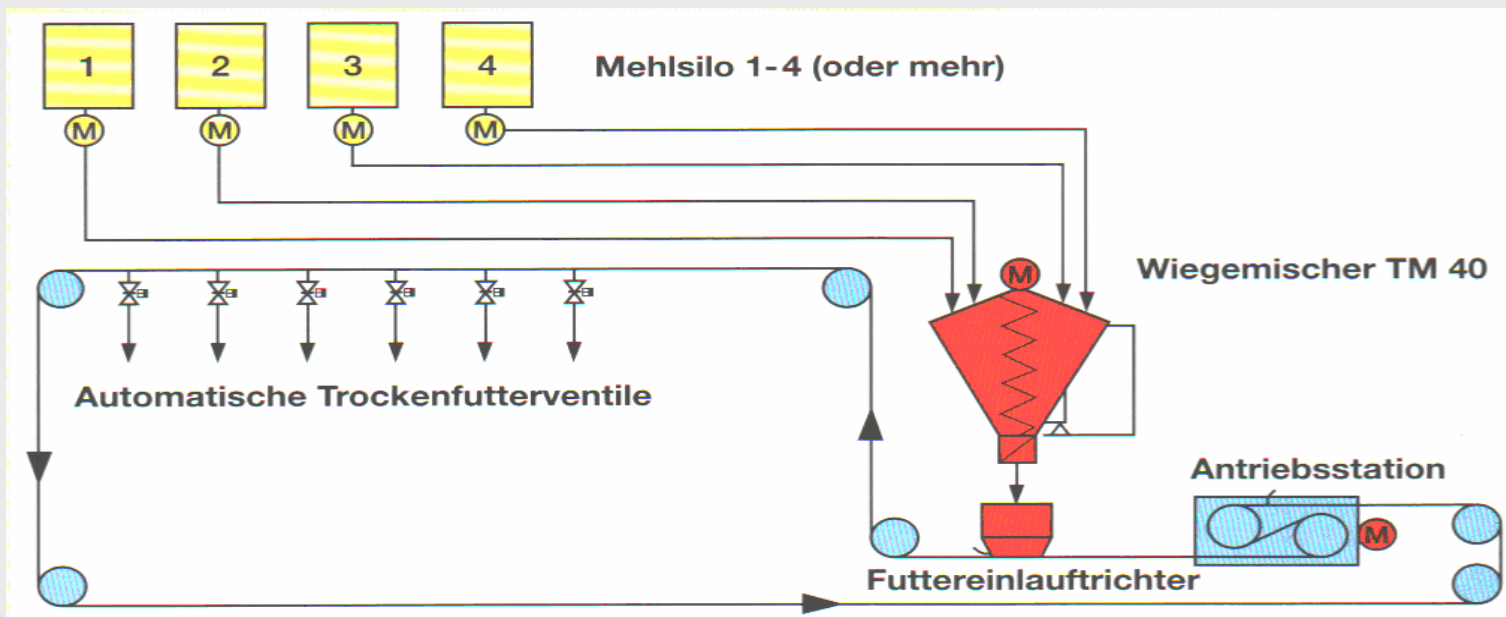 1 2 3 4 Mehlsilo 1-4 (oder mehr)
M M M M
M Wiegemischer TM 40
Automatische Trockenfutterventile
Antriebsstation
M
Futtereinlauftrichter